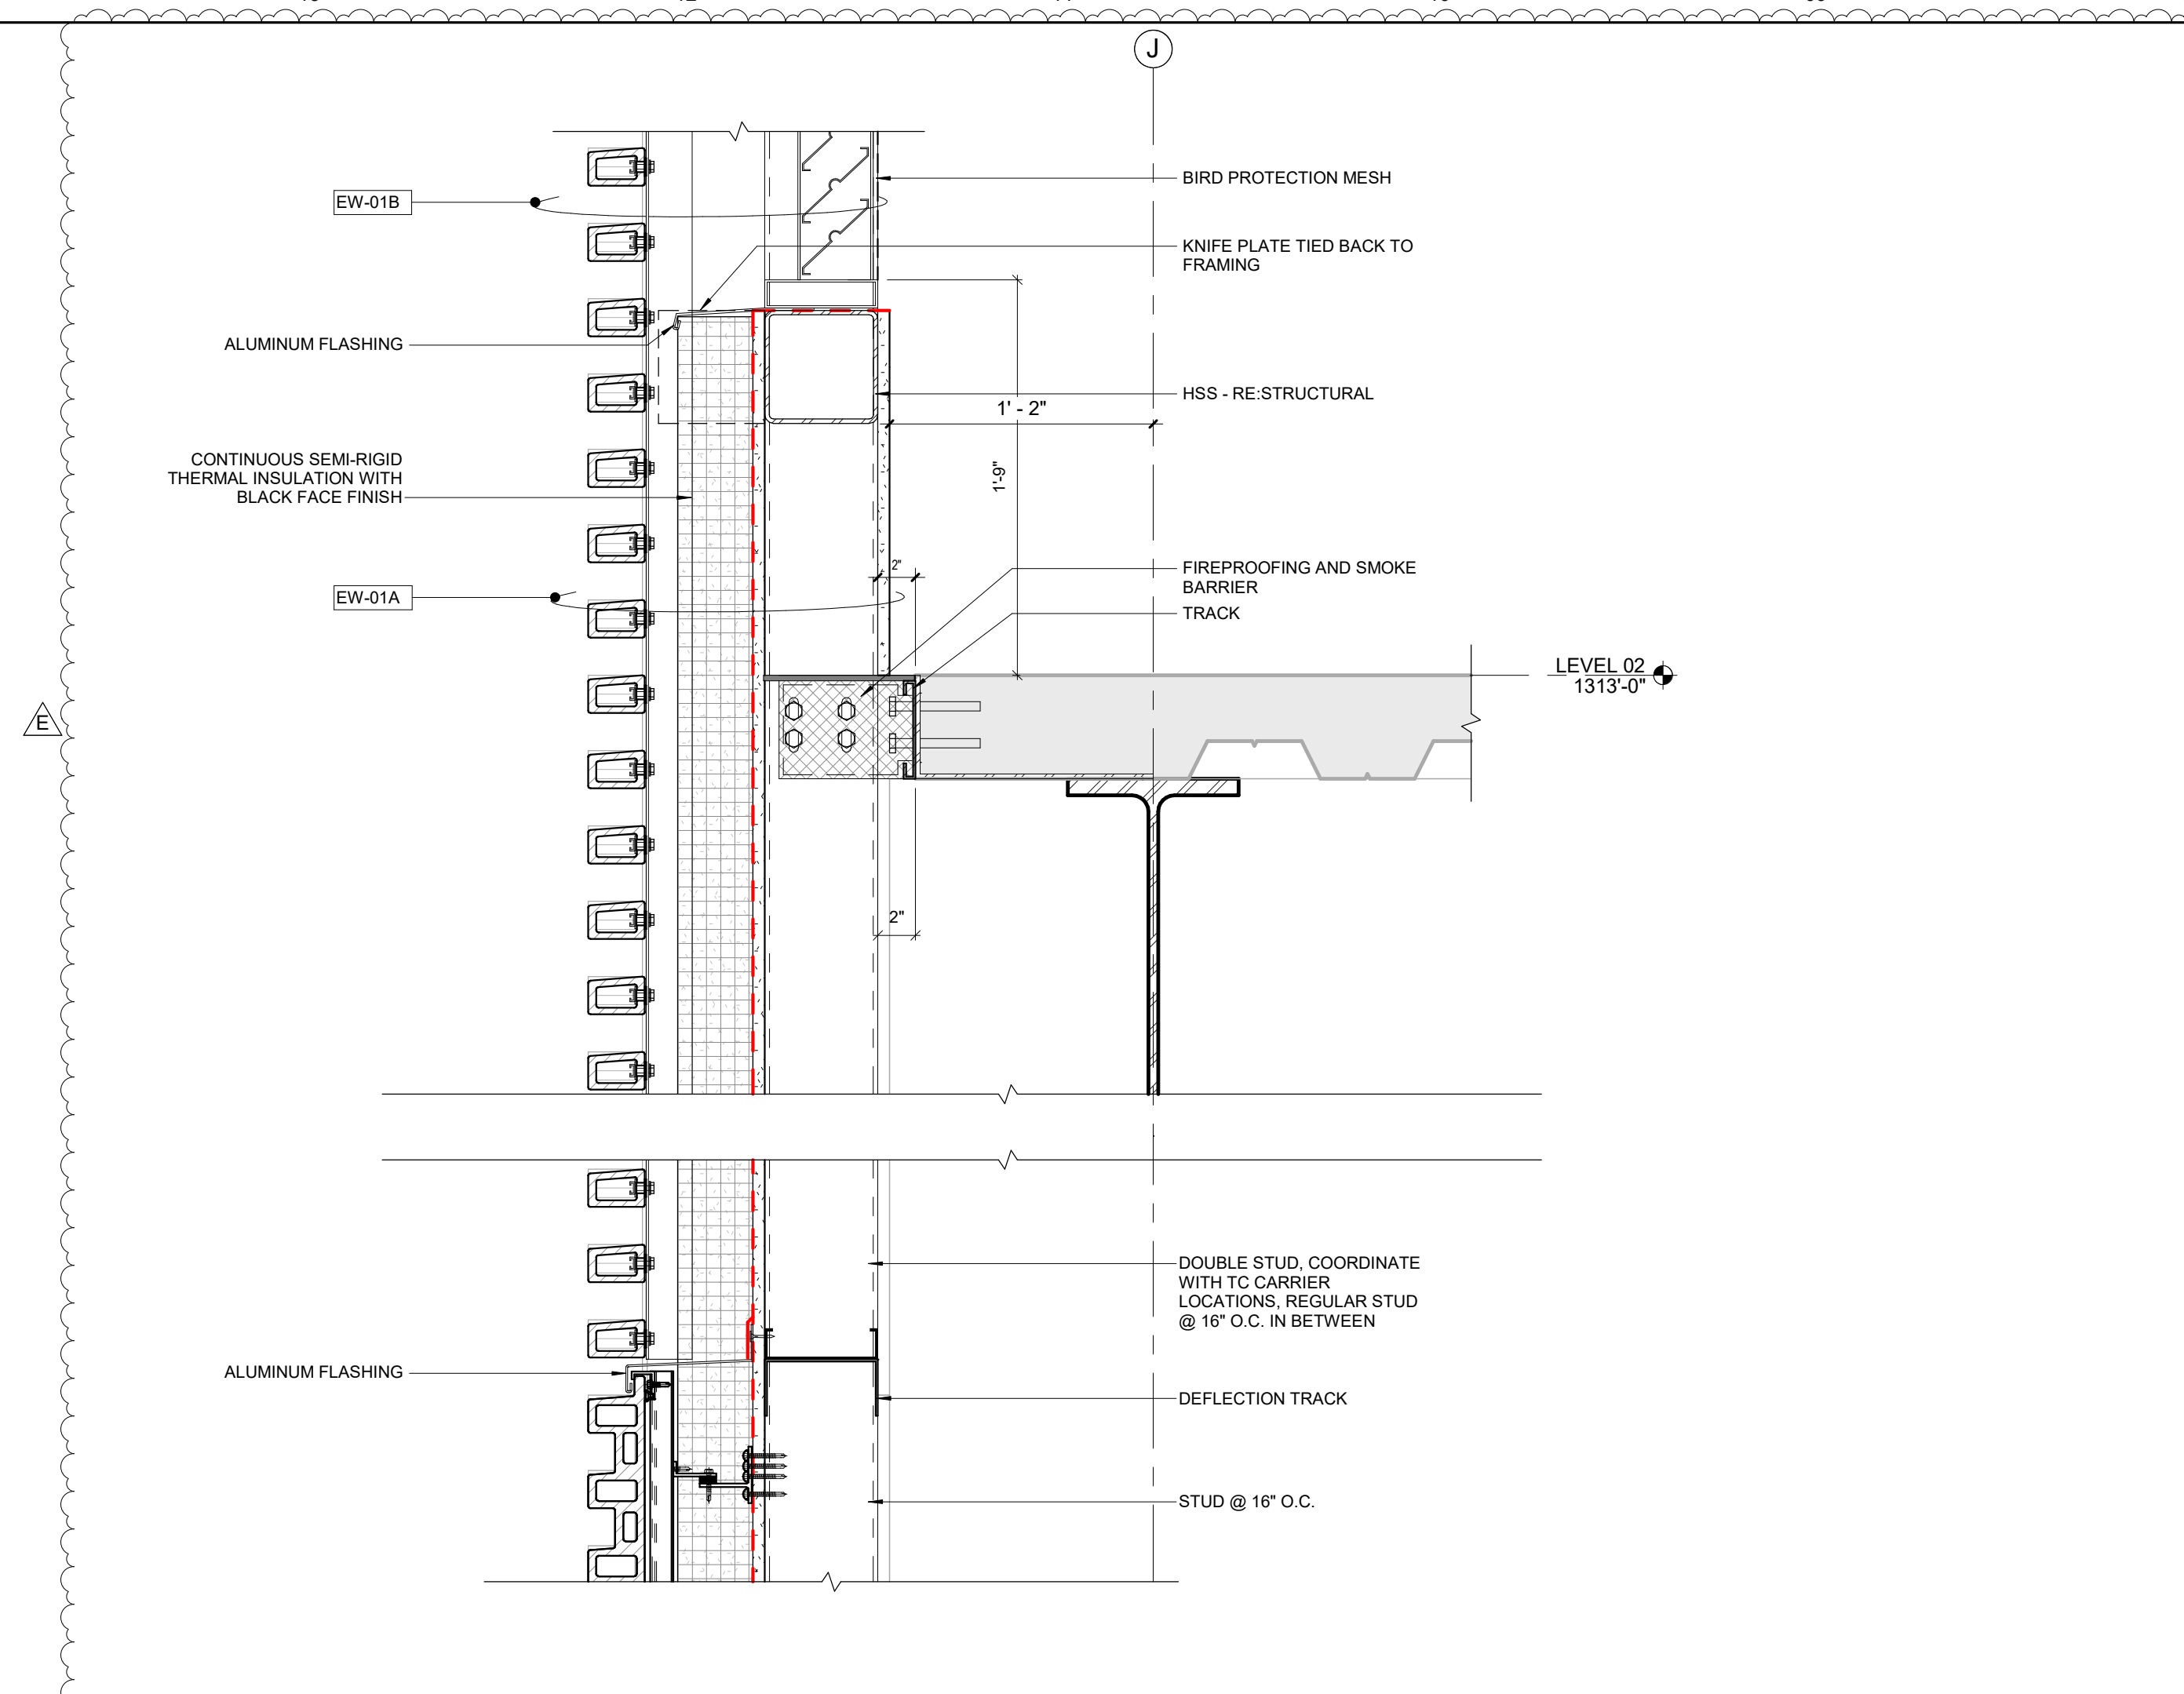 J
BIRD PROTECTION MESH
EW-01B
KNIFE PLATE TIED BACK TO
FRAMING
ALUMINUM FLASHING
HSS - RE:STRUCTURAL
1' - 2"
1'-9"
CONTINUOUS SEMI-RIGID
THERMAL INSULATION WITH
BLACK FACE FINISH
2"
FIREPROOFING AND SMOKE
BARRIER
EW-01A
TRACK
LEVEL 02
1313'-0"
E
2"
DOUBLE STUD, COORDINATE
WITH TC CARRIER
LOCATIONS, REGULAR STUD
@ 16" O.C. IN BETWEEN
ALUMINUM FLASHING
DEFLECTION TRACK
STUD @ 16" O.C.